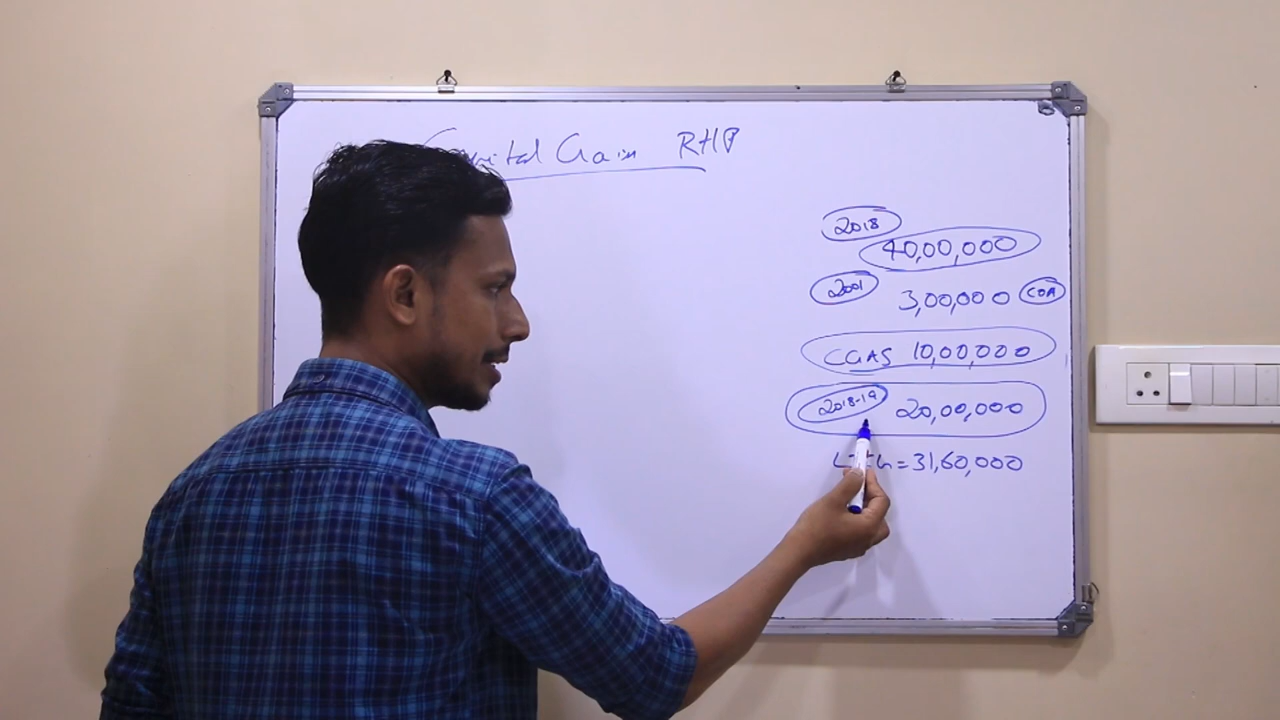 Capital Gain RHP
2018
40,00,000
2001 3,00,000 COA
CGAS 10,00,000
2018-19 20,00,000
= 31,60,000